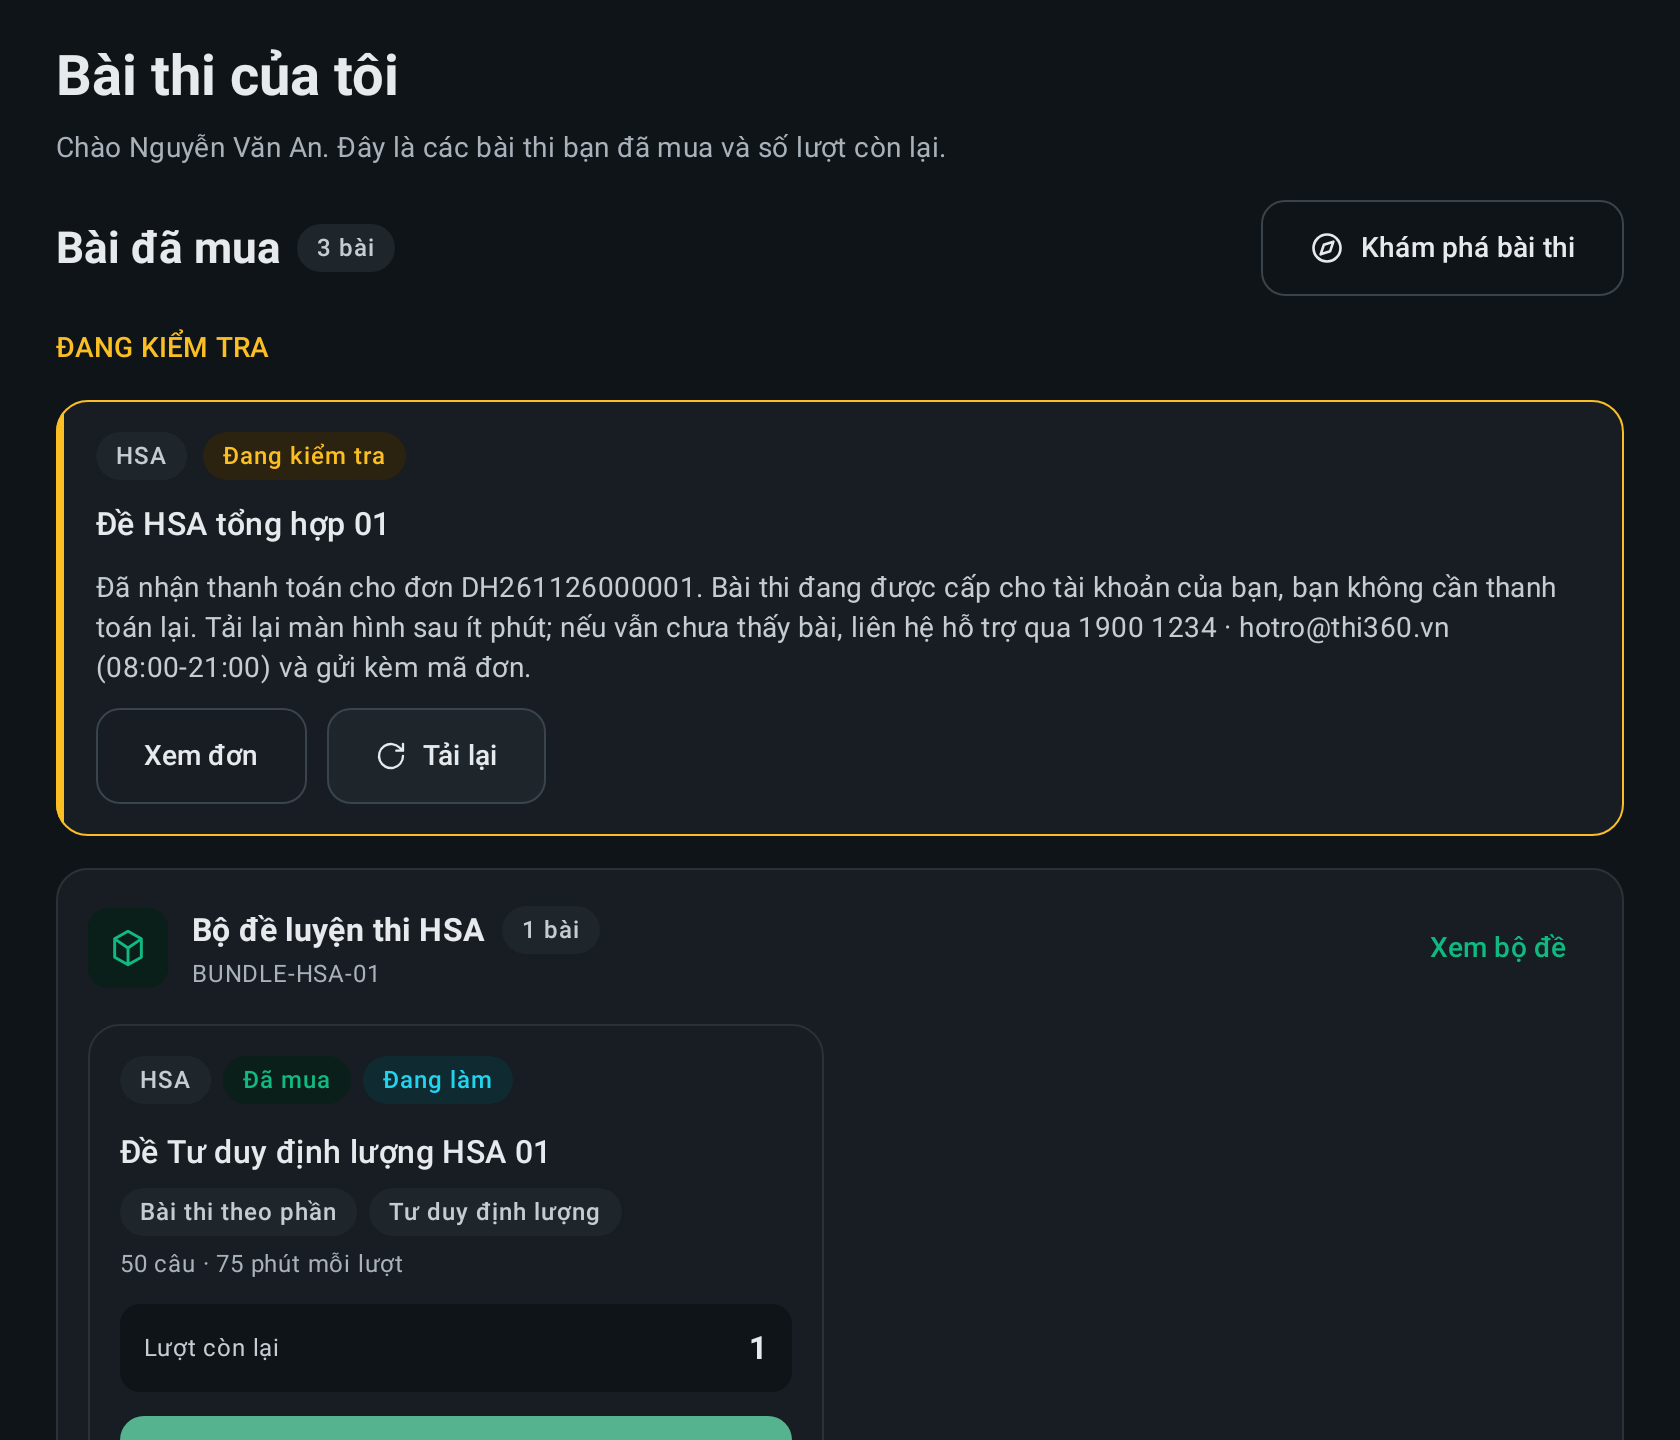 Bài thi của tôi
Chào Nguyễn Văn An. Đây là các bài thi bạn đã mua và số lượt còn lại.
Bài đã mua
3 bài
Khám phá bài thi
ĐANG KIỂM TRA
HSA
Đang kiểm tra
Đề HSA tổng hợp 01
Đã nhận thanh toán cho đơn DH261126000001. Bài thi đang được cấp cho tài khoản của bạn, bạn không cần thanh
toán lại. Tải lại màn hình sau ít phút; nếu vẫn chưa thấy bài, liên hệ hỗ trợ qua 1900 1234 · hotro@thi360.vn
(08:00-21:00) và gửi kèm mã đơn.
Xem đơn
Tải lại
Bộ đề luyện thi HSA
1 bài
BUNDLE-HSA-01
Xem bộ đề
HSA
Đã mua
Đang làm
Đề Tư duy định lượng HSA 01
Bài thi theo phần
Tư duy định lượng
50 câu · 75 phút mỗi lượt
Lượt còn lại
1